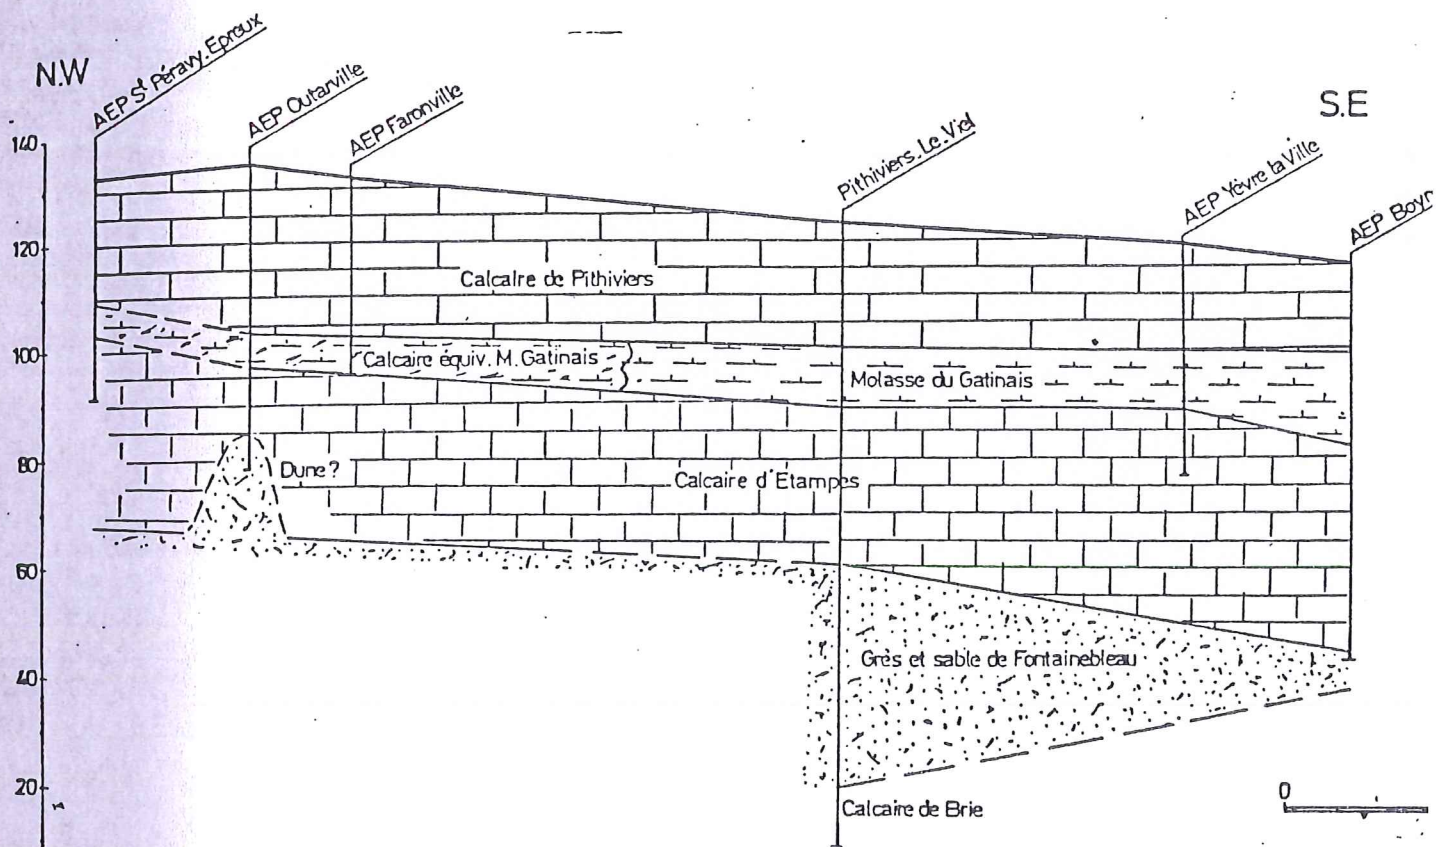 N.W
AEP St Péravy. Epreux
AEP Outarville
AEP Faronville
Pithiviers. Le. Viel
S.E
AEP Yèvre la Ville
AEP Boyn
140
120
100
80
60
40
20
Calcaire de Pithiviers
Calcaire équiv. M. Gatinais
Molasse du Gatinais
Dune ?
Calcaire d'Etampes
Grès et sable de Fontainebleau
Calcaire de Brie
0